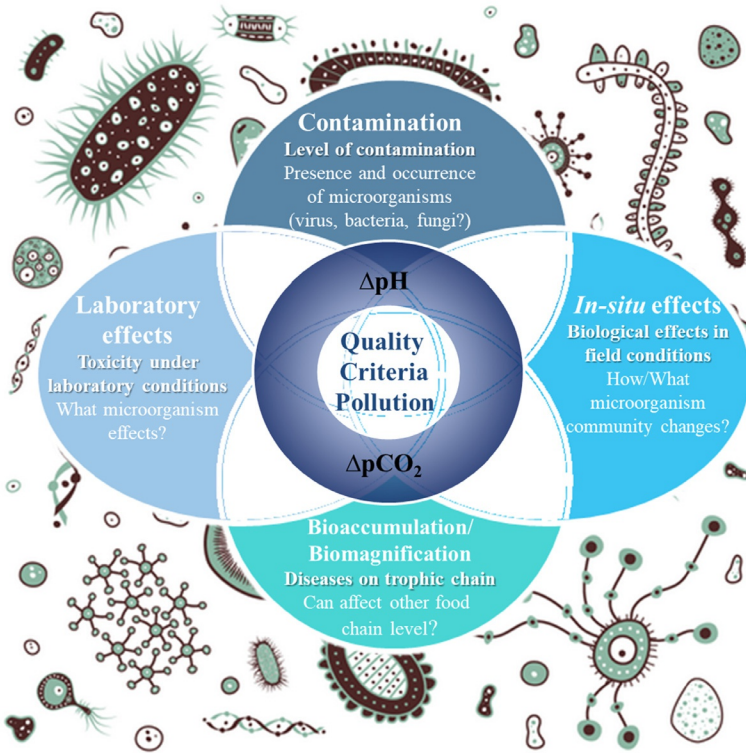 Contamination
Level of contamination
Presence and occurrence
of microorganisms
(virus, bacteria, fungi?)
Laboratory
effects
Toxicity under
laboratory conditions
What microorganism
effects?
ΔpH
Quality
Criteria
Pollution
ΔpCO₂
In-situ effects
Biological effects in
field conditions
How/What
microorganism
community changes?
Bioaccumulation/
Biomagnification
Diseases on trophic chain
Can affect other food
chain level?